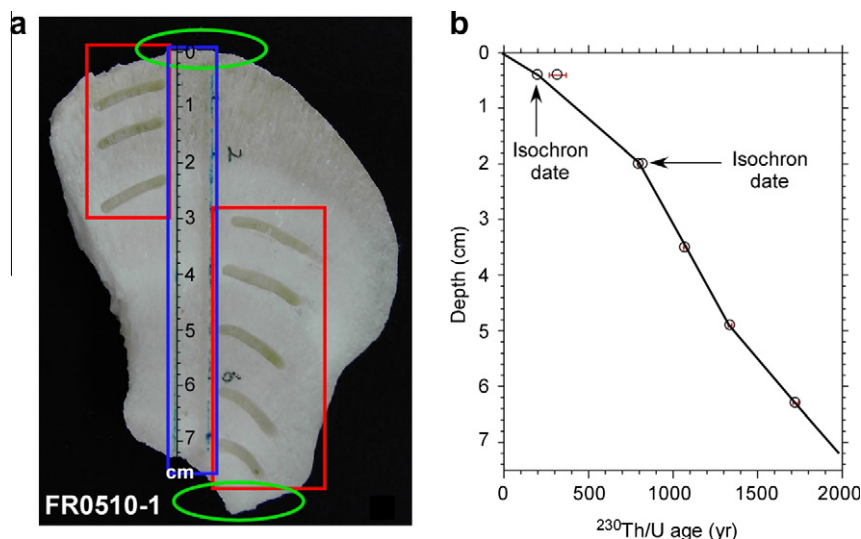 a
0
1
2
3
4
5
6
7
cm
2
FR0510-1
b
0
1
2
3
4
5
6
7
Depth (cm)
Isochron
date
Isochron
date
0 500 1000 1500 2000
²³⁰Th/U age (yr)